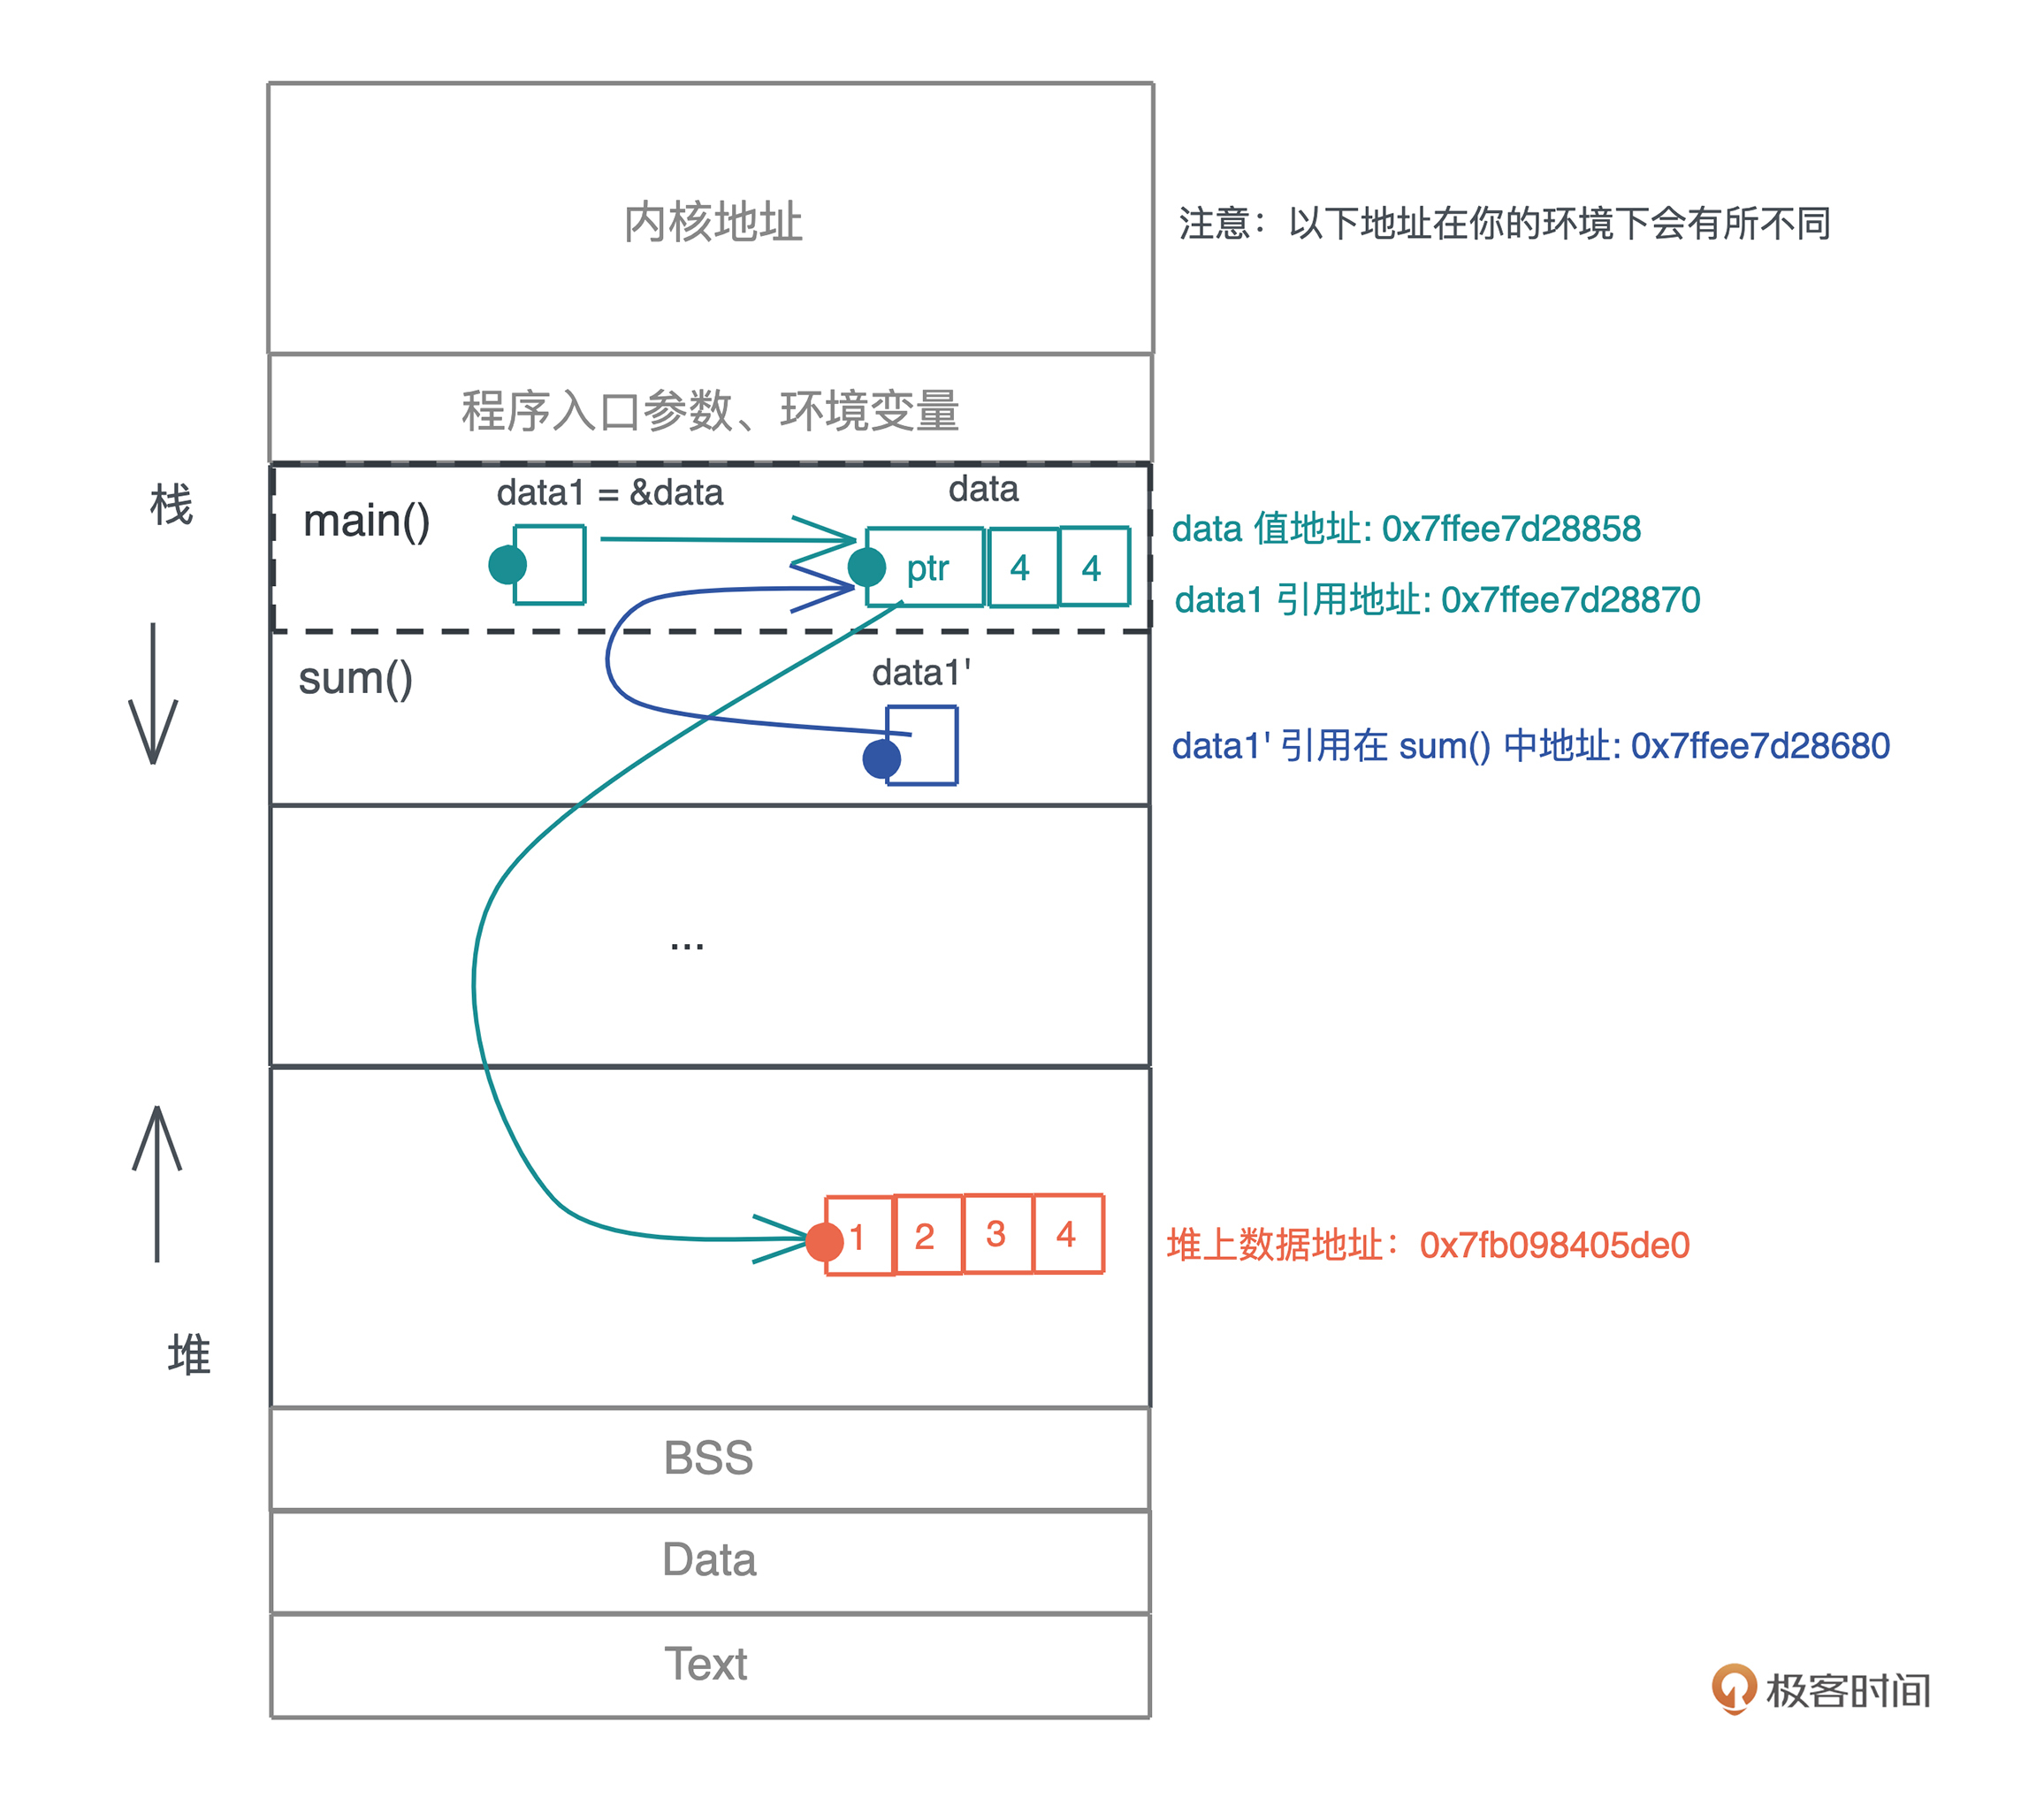 内核地址
注意：以下地址在你的环境下会有所不同
程序入口参数、环境变量
栈
main()
data1 = &data
data
ptr
4
4
data 值地址: 0x7ffee7d28858
data1 引用地址: 0x7ffee7d28870
sum()
data1'
data1' 引用在 sum() 中地址: 0x7ffee7d28680
...
1
2
3
4
堆上数据地址：0x7fb098405de0
堆
BSS
Data
Text
极客时间